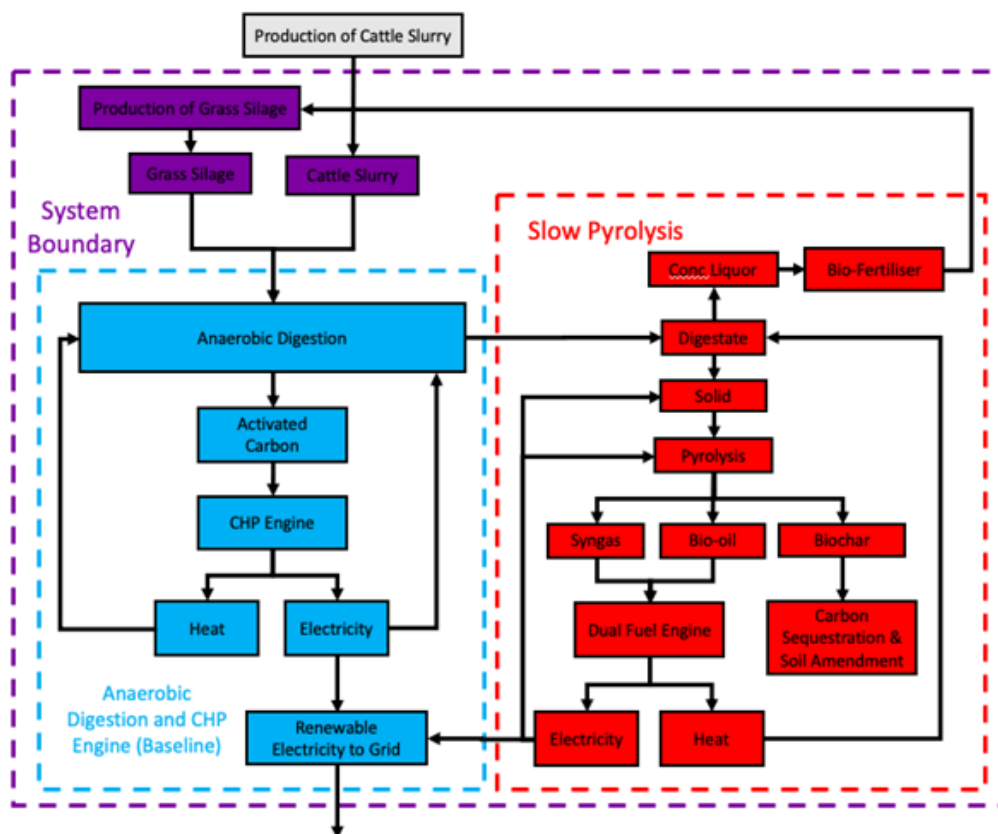 Production of Cattle Slurry
Production of Grass Silage
Grass Silage
Cattle Slurry
System
Boundary
Slow Pyrolysis
Conc Liquor
Bio-Fertiliser
Anaerobic Digestion
Digestate
Solid
Activated
Carbon
Pyrolysis
CHP Engine
Syngas
Bio-oil
Biochar
Heat
Electricity
Dual Fuel Engine
Carbon
Sequestration &
Soil Amendment
Anaerobic
Digestion and CHP
Engine (Baseline)
Renewable
Electricity to Grid
Electricity
Heat